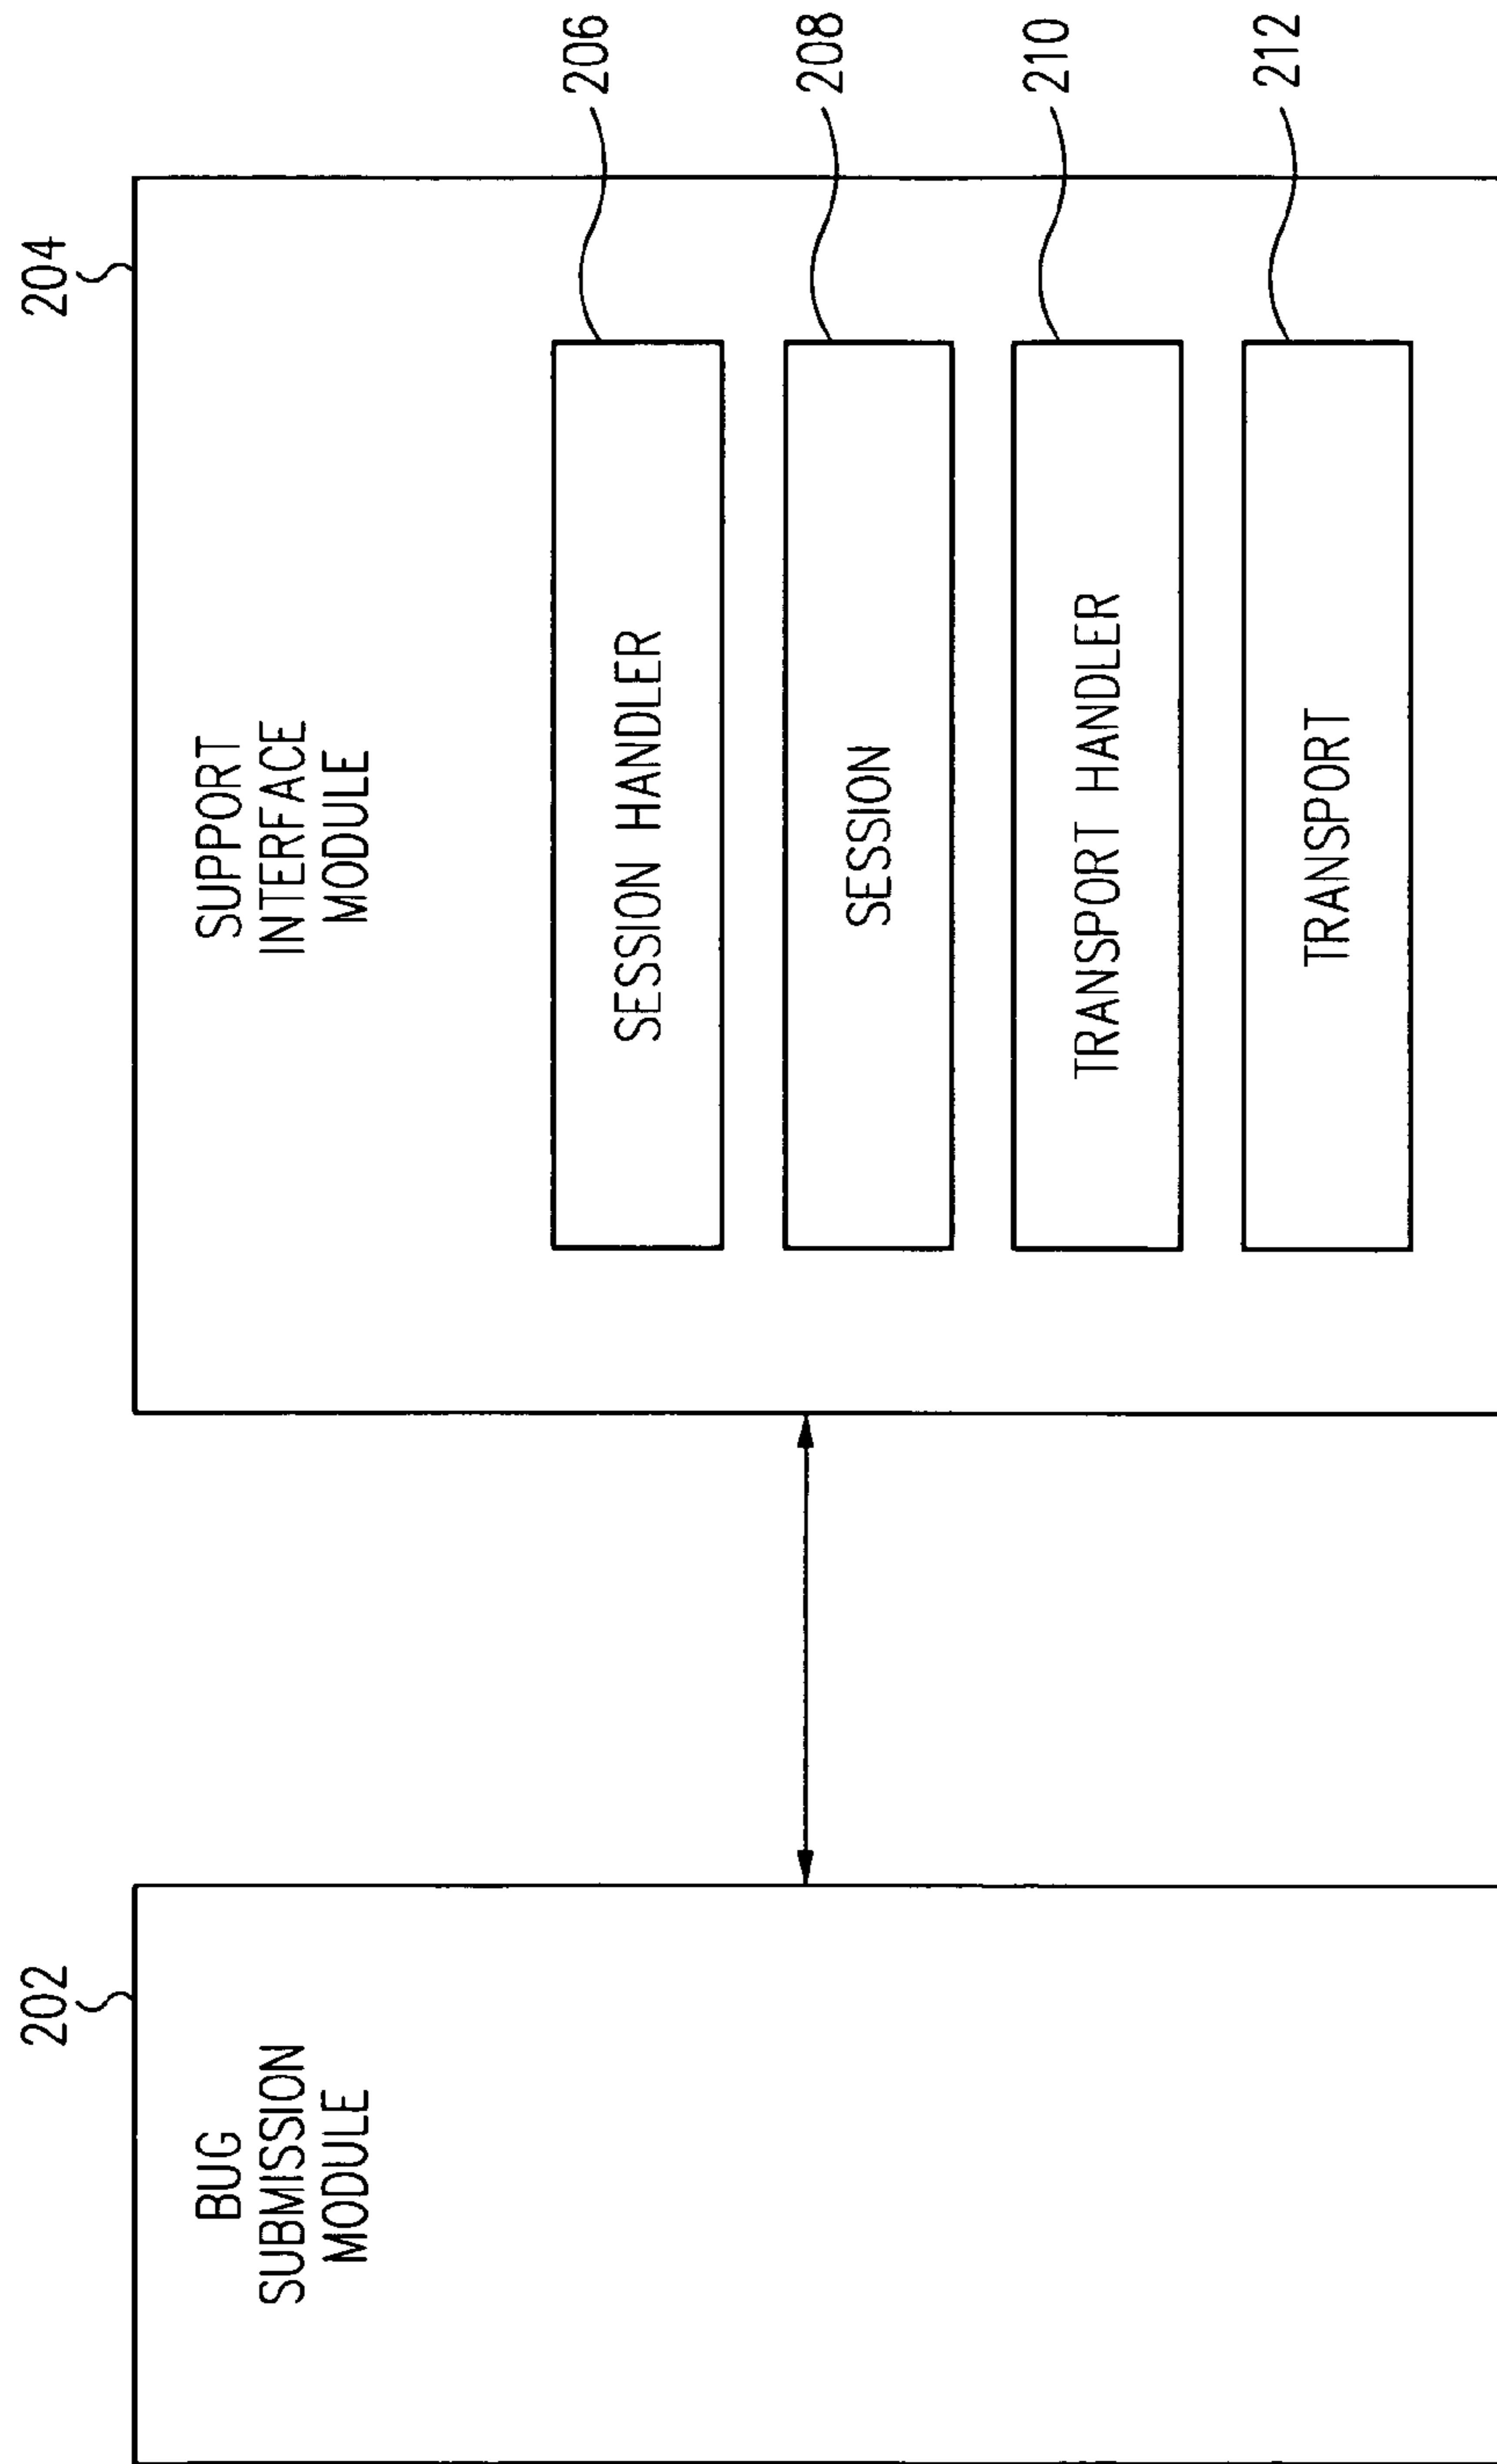 202
204
BUG
SUBMISSION
MODULE
SUPPORT
INTERFACE
MODULE
SESSION HANDLER
206
SESSION
208
TRANSPORT HANDLER
210
TRANSPORT
212